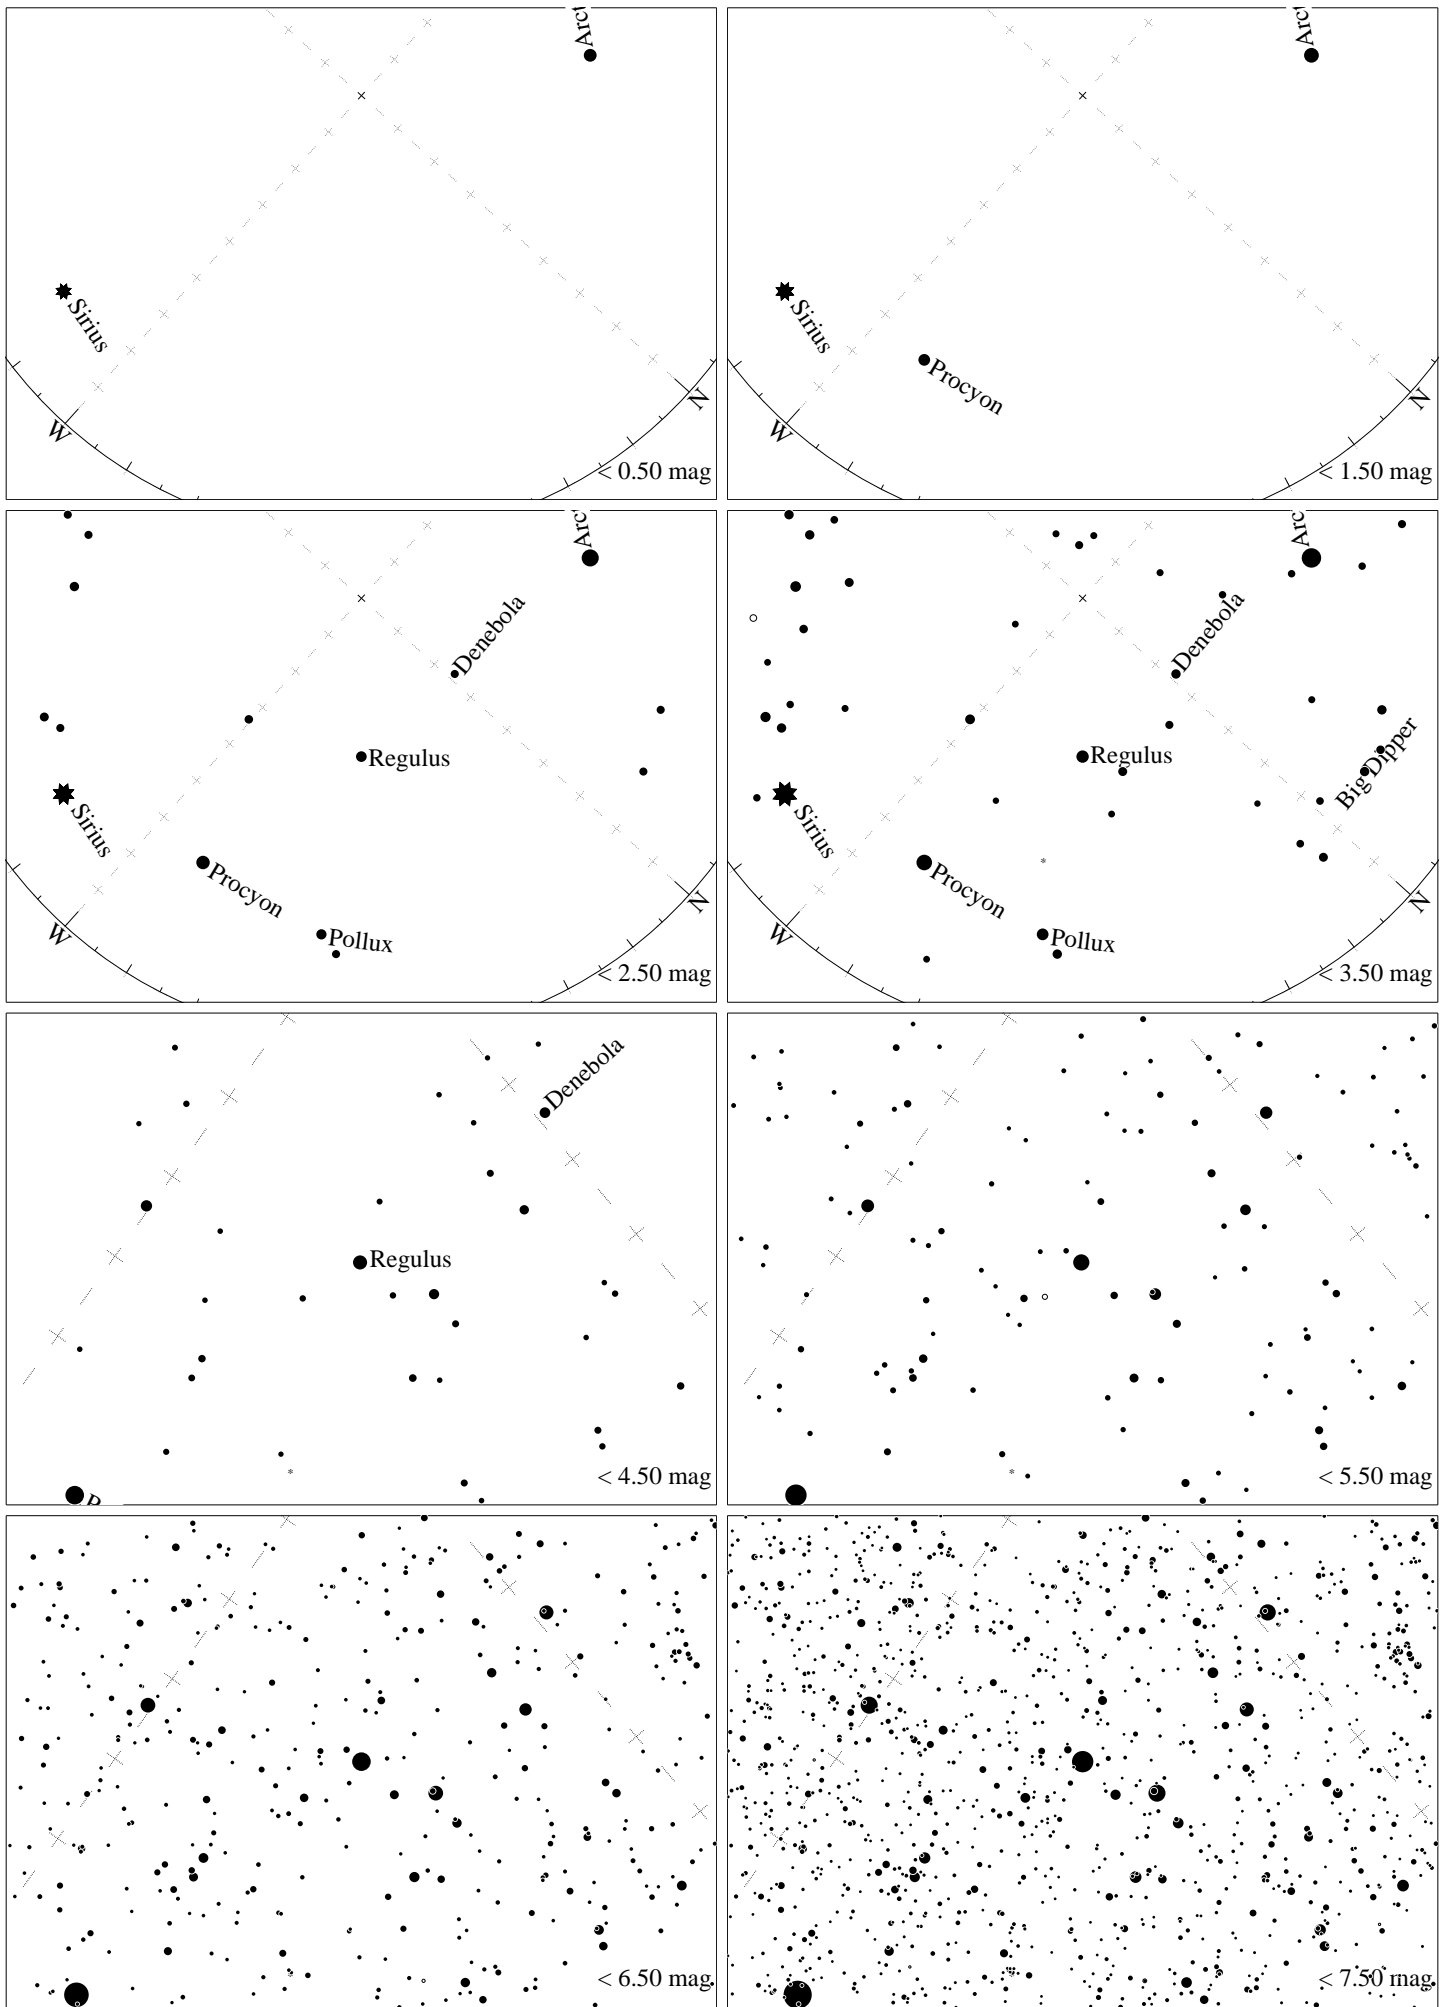 Arc
Sirius
W
N
< 0.50 mag
Arc
Sirius
Procyon
W
N
< 1.50 mag
Arc
Denebola
Regulus
Sirius
Procyon
Pollux
W
N
< 2.50 mag
Arc
Denebola
Regulus
Big Dipper
Sirius
Procyon
Pollux
W
N
< 3.50 mag
Denebola
Regulus
P
< 4.50 mag
< 5.50 mag
< 6.50 mag
< 7.50 mag